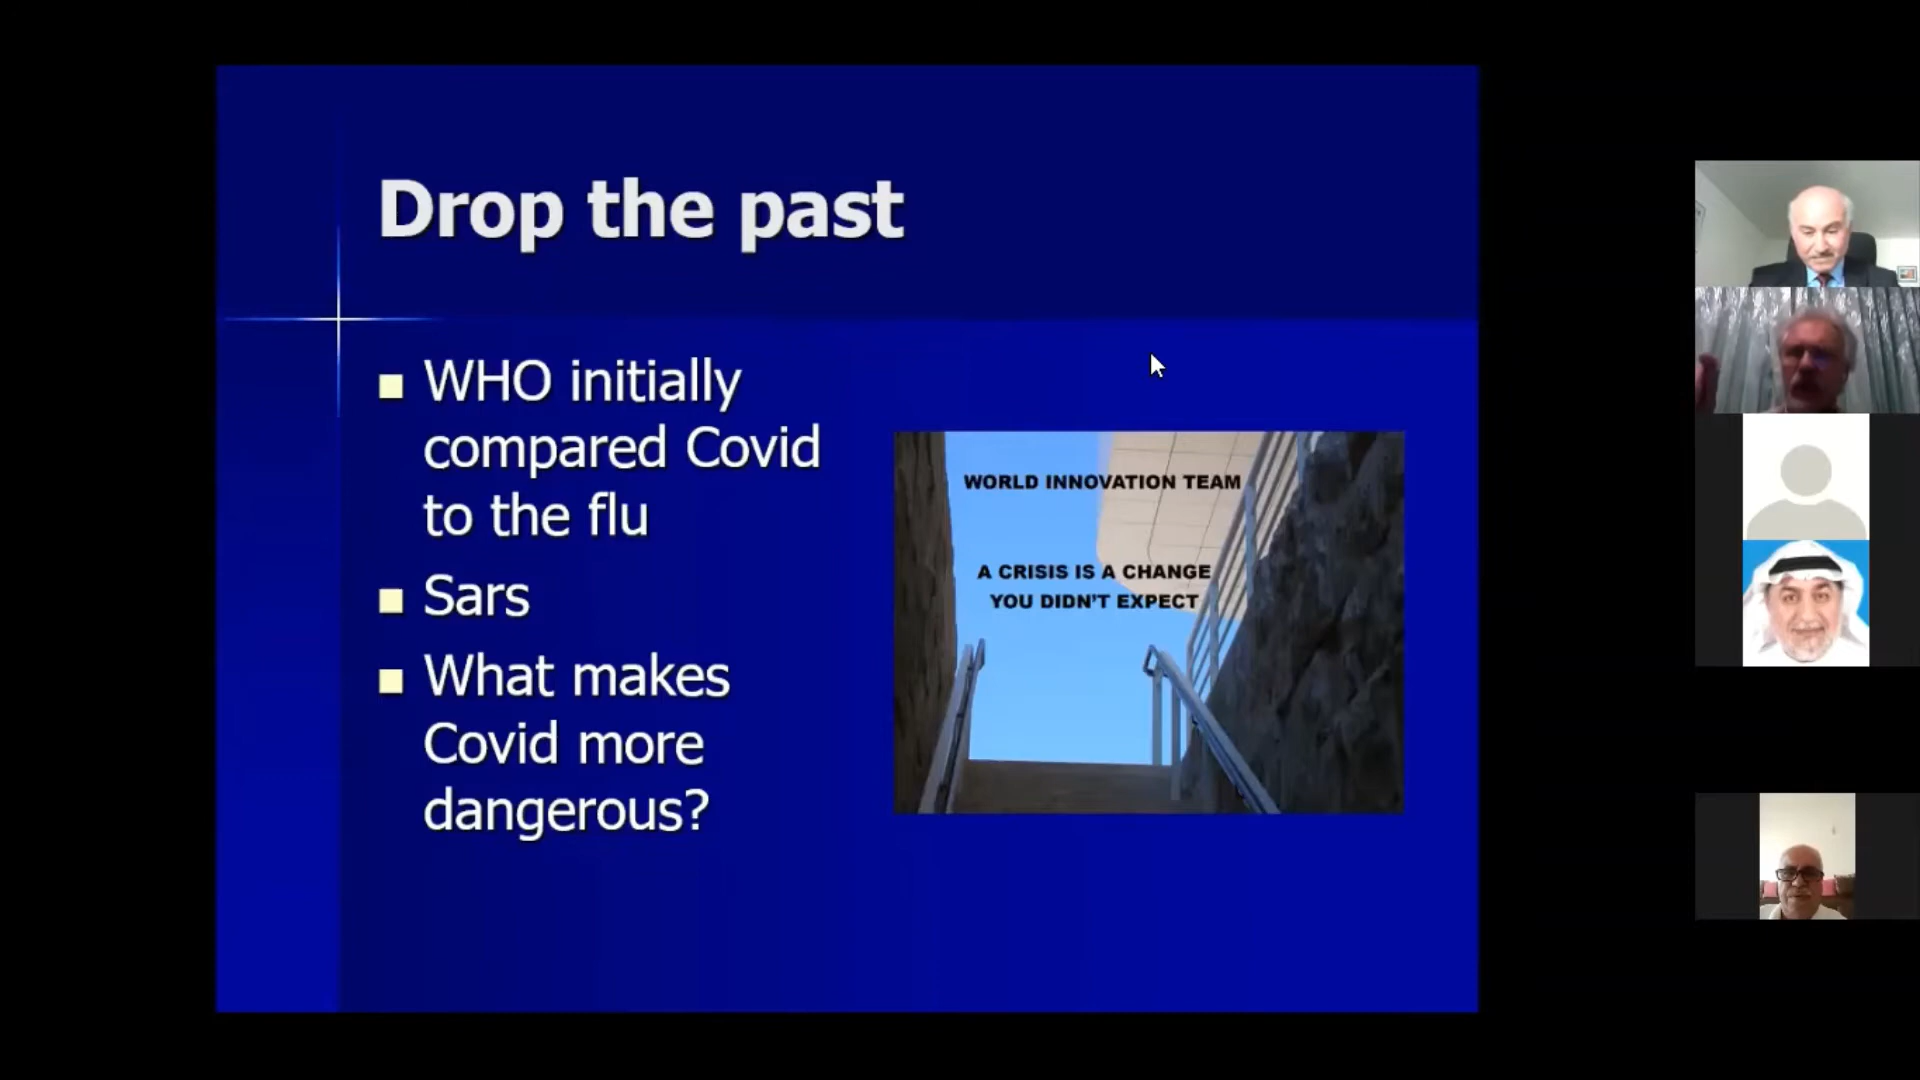 Drop the past
WHO initially
compared Covid
to the flu
Sars
What makes
Covid more
dangerous?
WORLD INNOVATION TEAM
A CRISIS IS A CHANGE
YOU DIDN'T EXPECT